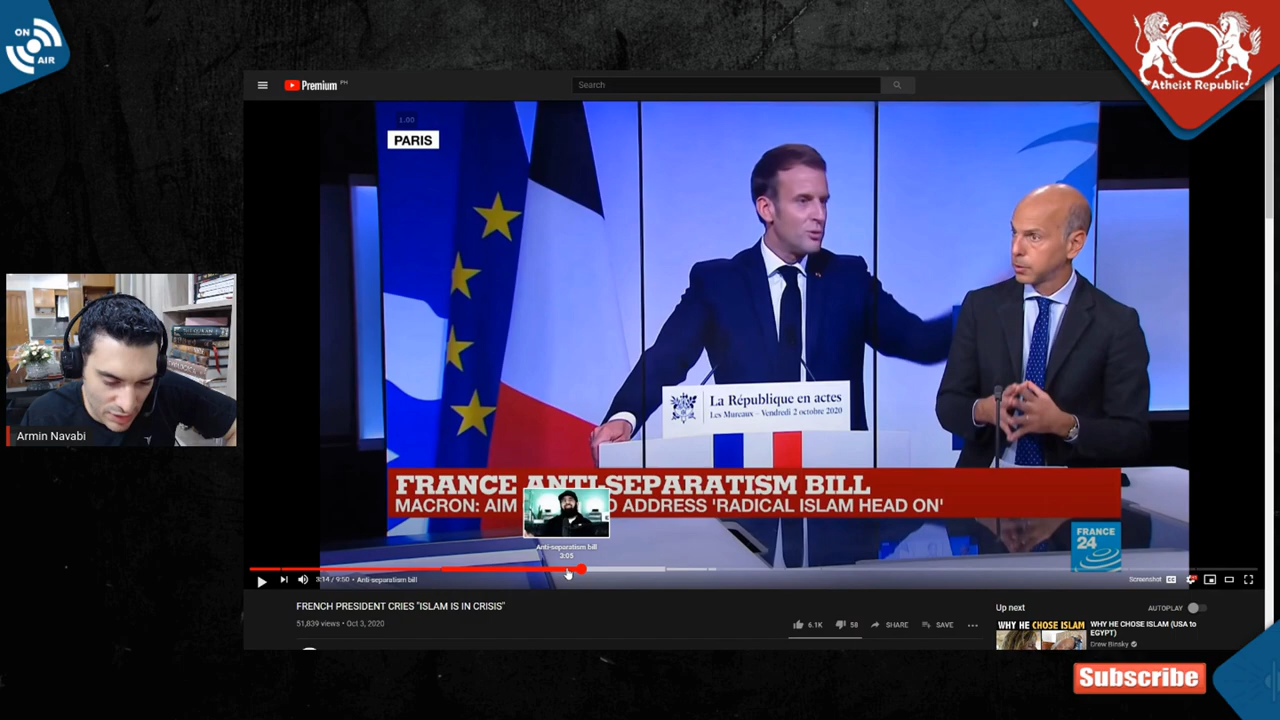 ON
AIR
Atheist Republic
Premium PH
Search
1.00
PARIS
La République en actes
Les Mureaux – Vendredi 2 octobre 2020
FRANCE ANTI-SEPARATISM BILL
MACRON: AIM O ADDRESS 'RADICAL ISLAM HEAD ON'
FRANCE
24
Anti-separatism bill
3:14 / 9:50 • Anti-separatism bill
Screenshot
CC
FRENCH PRESIDENT CRIES "ISLAM IS IN CRISIS"
51,839 views • Oct 3, 2020
6.1K
58
SHARE
SAVE
Up next
AUTOPLAY
WHY HE CHOSE ISLAM
WHY HE CHOSE ISLAM (USA to
EGYPT)
Drew Binsky
Armin Navabi
Subscribe